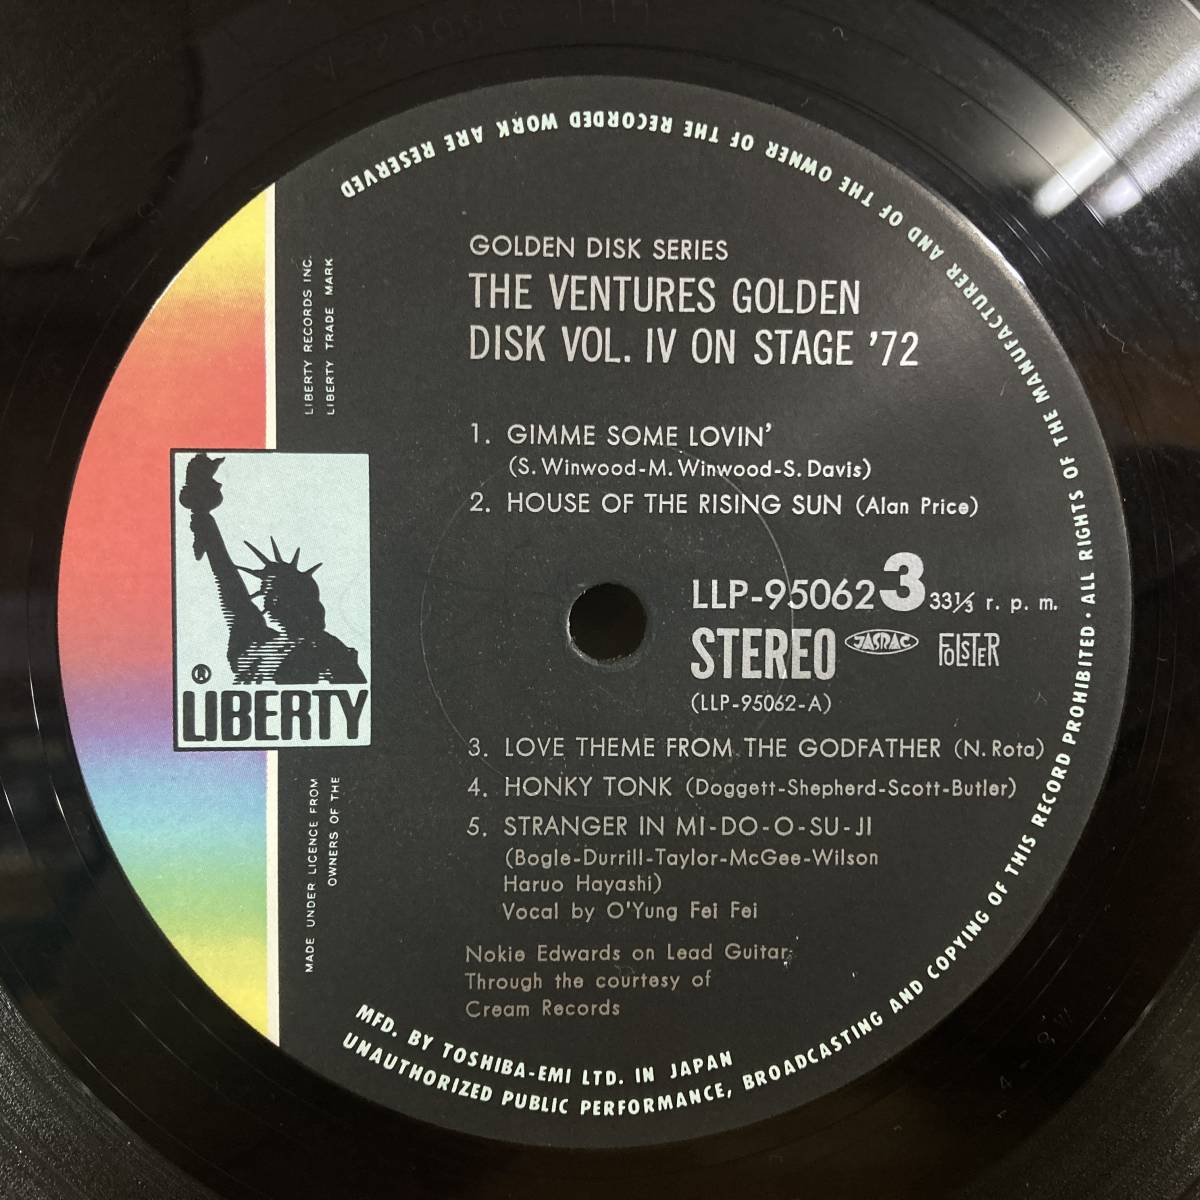 GOLDEN DISK SERIES
THE VENTURES GOLDEN
DISK VOL. IV ON STAGE '72
1. GIMME SOME LOVIN'
(S. Winwood-M. Winwood-S. Davis)
2. HOUSE OF THE RISING SUN (Alan Price)
LLP-95062 3 33⅓ r. p. m.
STEREO JASRAC FOLSTER
(LLP-95062-A)
3. LOVE THEME FROM THE GODFATHER (N. Rota)
4. HONKY TONK (Doggett-Shepherd-Scott-Butler)
5. STRANGER IN MI-DO-O-SU-JI
(Bogle-Durrill-Taylor-McGee-Wilson
Haruo Hayashi)
Vocal by O'Yung Fei Fei
Nokie Edwards on Lead Guitar;
Through the courtesy of
Cream Records
LIBERTY RECORDS INC.
LIBERTY TRADE MARK
®
LIBERTY
MADE UNDER LICENCE FROM
OWNERS OF THE
MFD. BY TOSHIBA-EMI LTD. IN JAPAN
UNAUTHORIZED PUBLIC PERFORMANCE, BROADCASTING AND COPYING OF THIS RECORD PROHIBITED · ALL RIGHTS OF THE MANUFACTURER AND OF THE OWNER OF THE RECORDED WORK ARE RESERVED